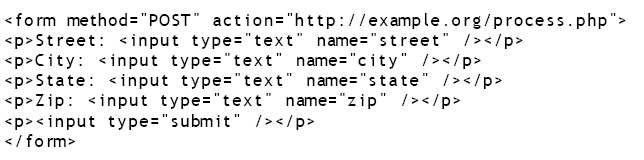 <form method="POST" action="http://example.org/process.php">
<p>Street: <input type="text" name="street" /></p>
<p>City: <input type="text" name="city" /></p>
<p>State: <input type="text" name="state" /></p>
<p>Zip: <input type="text" name="zip" /></p>
<p><input type="submit" /></p>
</form>